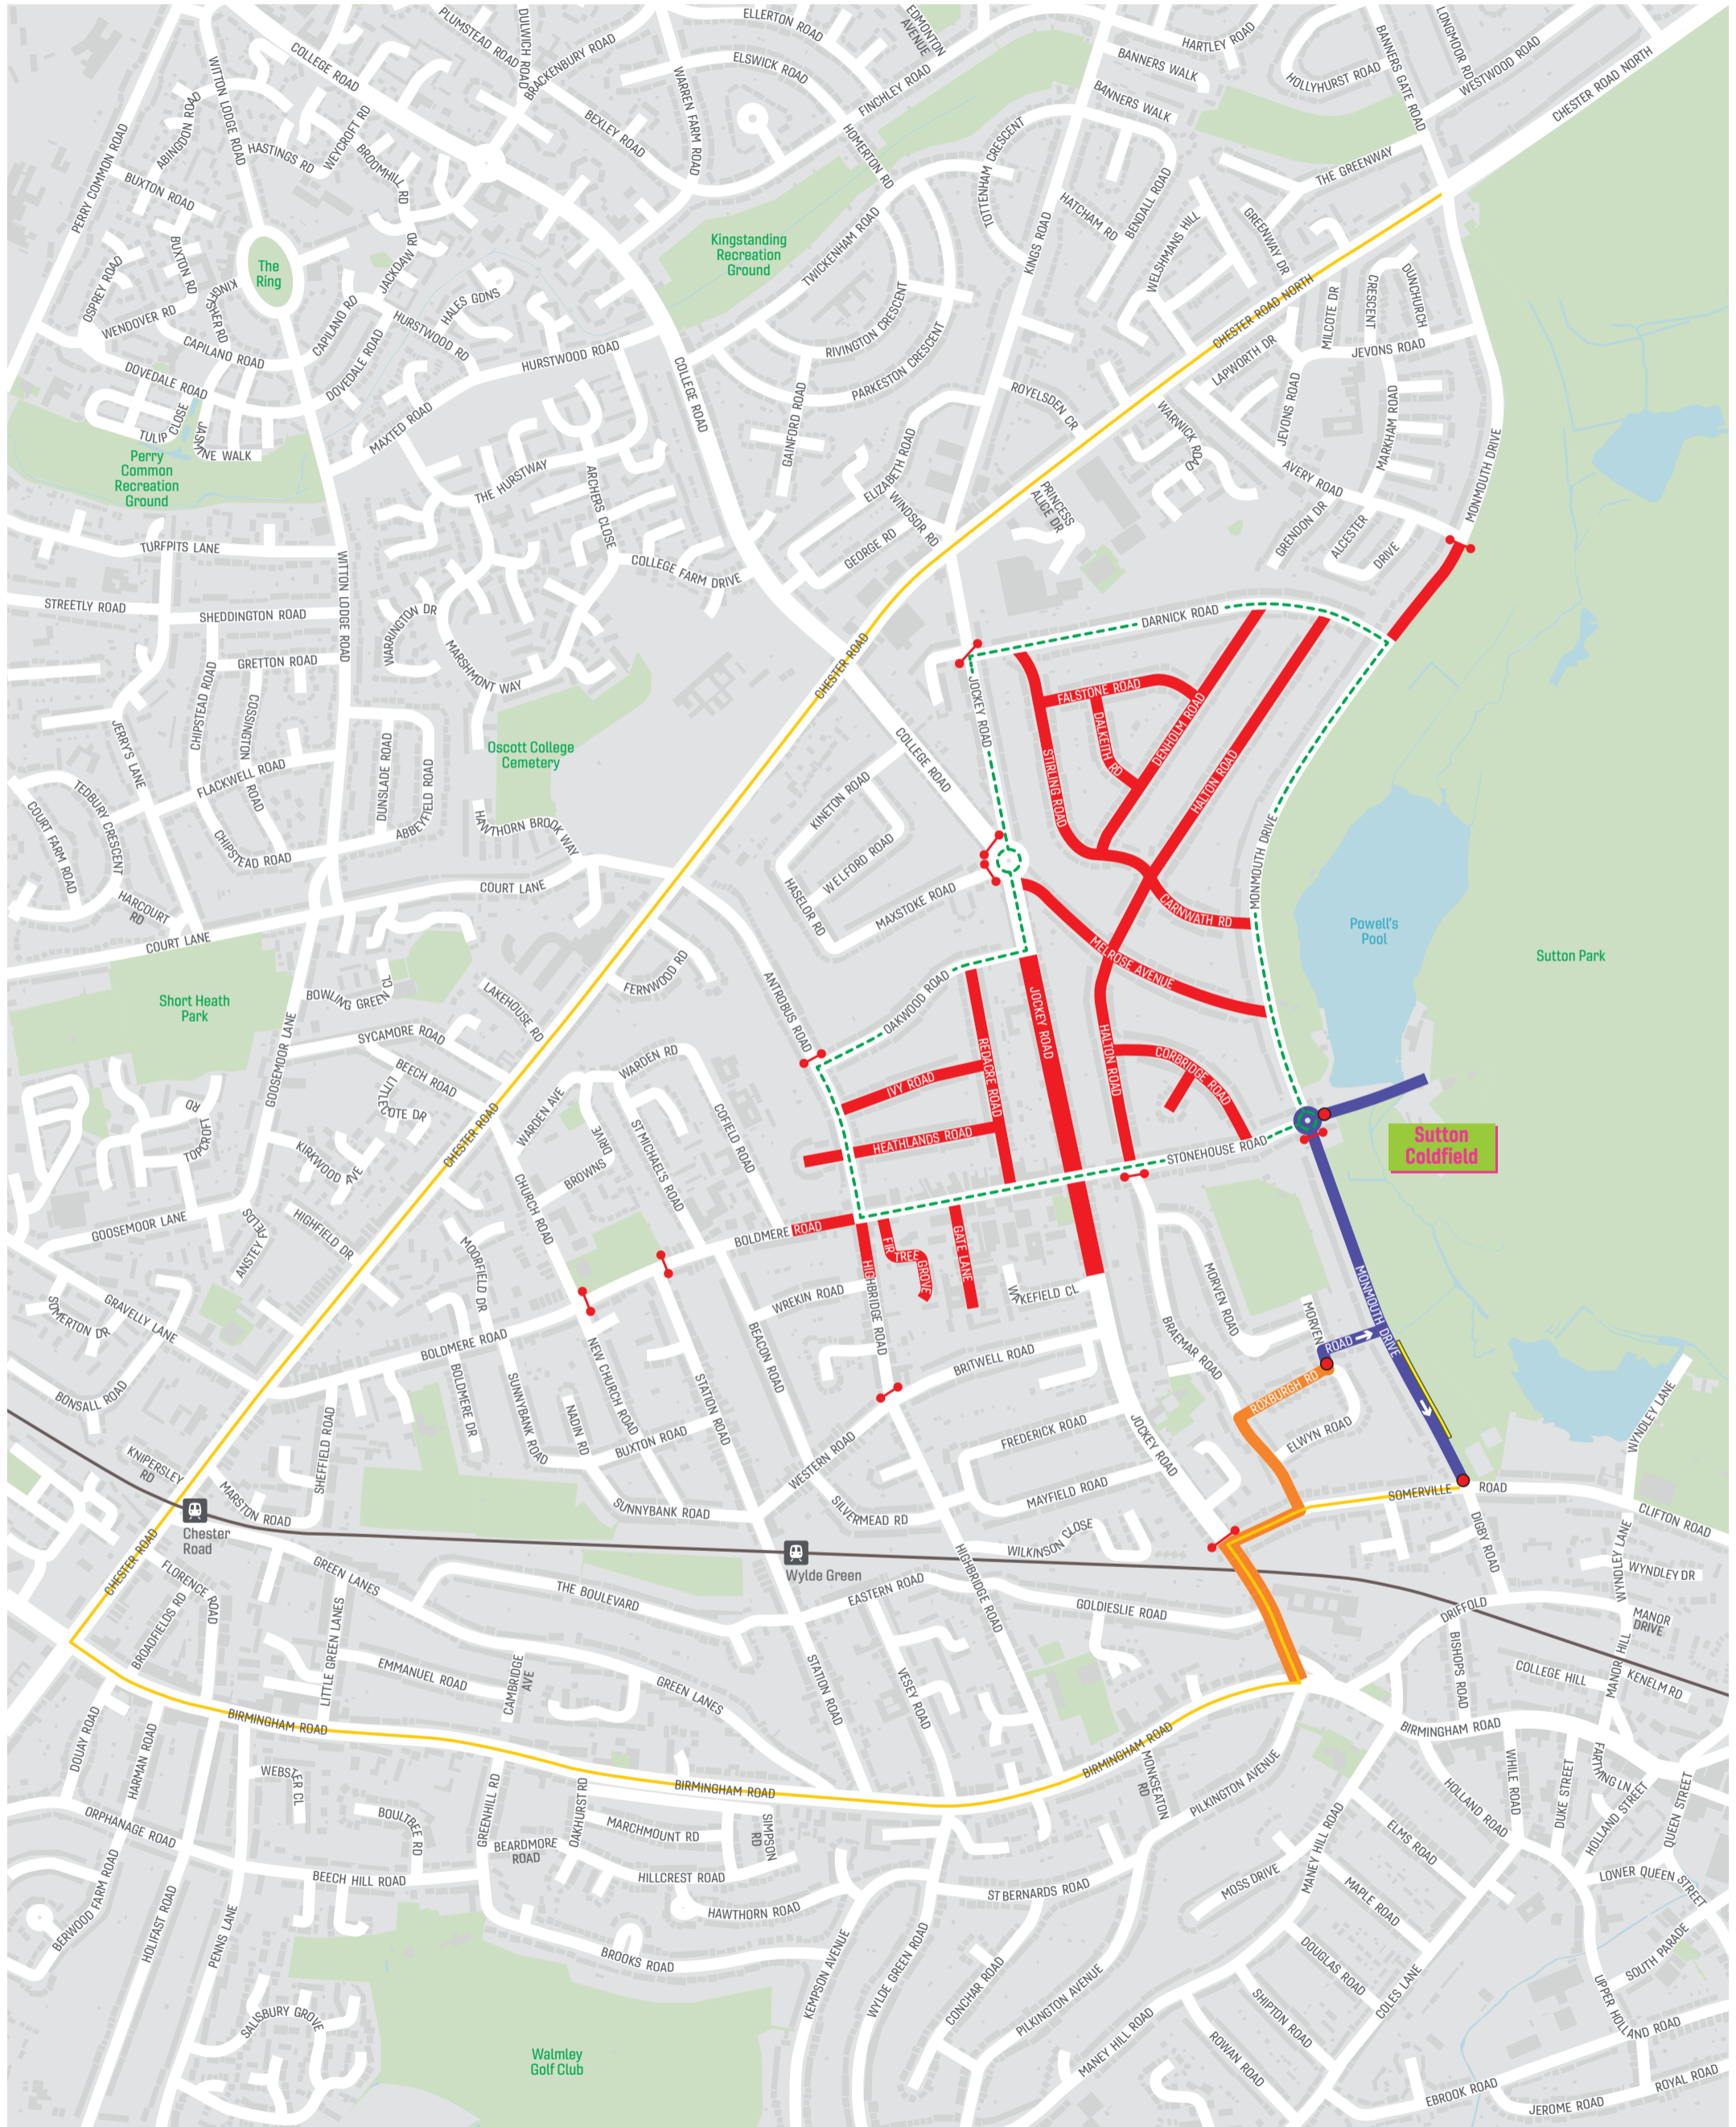 PLUMSTEAD ROAD
DULWICH ROAD
BRACKENBURY ROAD
ELLERTON ROAD
EDMONTON
AVENUE
HARTLEY ROAD
BANNERS GATE ROAD
LONGMOOR RD
WESTWOOD ROAD
CHESTER ROAD NORTH
COLLEGE ROAD
WITTON LODGE ROAD
ELSWICK ROAD
FINCHLEY ROAD
WARREN FARM ROAD
BANNERS WALK
HOLLYHURST ROAD
BANNERS WALK
PERRY COMMON ROAD
ABINGDON ROAD
HASTINGS RD
WEYCROFT RD
BROOMHILL RD
BEXLEY ROAD
HOMERTON RD
TOTTENHAM CRESCENT
THE GREENWAY
BUXTON ROAD
HATCHAM RD
BENDALL ROAD
WELSHMANS HILL
GREENWAY DR
KINGS ROAD
BUXTON RD
The
Ring
JACKDAW RD
Kingstanding
Recreation
Ground
TWICKENHAM ROAD
OSPREY ROAD
KINGFISHER RD
WENDOVER RD
HALES GDNS
CAPILAND RD
HURSTWOOD RD
CAPILANO ROAD
DOVEDALE ROAD
DOVEDALE ROAD
HURSTWOOD ROAD
COLLEGE ROAD
RIVINGTON CRESCENT
PARKESTON CRESCENT
CHESTER ROAD NORTH
MILCOTE DR
DUNCHURCH
CRESCENT
LAPWORTH DR
JEVONS ROAD
TULIP CLOSE
JASMINE WALK
MAXTED ROAD
GAINFORD ROAD
ROYELSDEN CR
WARWICK ROAD
JEVONS ROAD
MARKHAM ROAD
MONMOUTH DRIVE
Perry
Common
Recreation
Ground
THE HURSTWAY
ARCHERS CLOSE
ELIZABETH ROAD
WINDSOR RD
PRINCESS
ALICE DR
AVERY ROAD
GEORGE RD
GRENDON DR
ALCESTER
DRIVE
TURFPITS LANE
WITTON LODGE ROAD
COLLEGE FARM DRIVE
STREETLY ROAD
SHEDDINGTON ROAD
WARRINGTON DR
DARNICK ROAD
GRETTON ROAD
MARSHMONT WAY
CHESTER ROAD
JOCKEY ROAD
FALSTONE ROAD
DALKEITH RD
DENHOLM ROAD
CHIPSTEAD ROAD
COSSINGTON
ROAD
JERRY'S LANE
FLACKWELL ROAD
DUNSLADE ROAD
ABBEYFIELD ROAD
Oscott College
Cemetery
COLLEGE ROAD
STIRLING ROAD
HALTON ROAD
COURT FARM ROAD
TEDBURY CRESCENT
CHIPSTEAD ROAD
HAWTHORN BROOK WAY
KINETON ROAD
WELFORD ROAD
HASELOR RD
MAXSTOKE ROAD
MONMOUTH DRIVE
CARNWATH RD
HARCOURT
RD
COURT LANE
COURT LANE
Powell's
Pool
Sutton Park
MELROSE AVENUE
Short Heath
Park
BOWLING GREEN CL
FERNWOOD RD
ANTROBUS ROAD
OAKWOOD ROAD
LAKEHOUSE RD
SYCAMORE ROAD
GOOSEMOOR LANE
BEECH ROAD
WARDEN RD
JOCKEY ROAD
REDACRE ROAD
IVY ROAD
HALTON ROAD
CORBRIDGE ROAD
TOPCROFT RD
LITTLECOTE DR
CHESTER ROAD
WARDEN AVE
COFIELD ROAD
HEATHLANDS ROAD
STONEHOUSE ROAD
Sutton
Coldfield
KIRKWOOD AVE
BROWNS
DRIVE
ST MICHAEL'S ROAD
CHURCH ROAD
GOOSEMOOR LANE
ANSTEY FIELDS
HIGHFIELD DR
MOORFIELD DR
BOLDMERE ROAD
FIR TREE GROVE
GATE LANE
HIGHBRIDGE ROAD
WAKEFIELD CL
WREKIN ROAD
MORVEN ROAD
MORVEN
ROAD
MONMOUTH DRIVE
SOMERTON DR
GRAVELLY LANE
BOLDMERE ROAD
BEACON ROAD
BRITWELL ROAD
BRAEMAR ROAD
ROXBURGH RD
BONSALL ROAD
BOLDMERE DR
SUNNYBANK ROAD
NADIN RD
NEW CHURCH ROAD
BUXTON ROAD
STATION ROAD
WESTERN ROAD
FREDERICK ROAD
JOCKEY ROAD
ELWYN ROAD
WYNDLEY LANE
KNIPERSLEY
RD
SHEFFIELD ROAD
MARSTON ROAD
SUNNYBANK ROAD
SILVERMEAD RD
MAYFIELD ROAD
SOMERVILLE
ROAD
CLIFTON ROAD
Chester
Road
Wylde Green
WILKINSON CLOSE
DIGBY ROAD
WYNDLEY LANE
WYNDLEY DR
CHESTER ROAD
FLORENCE
ROAD
BROADFIELDS RD
GREEN LANES
THE BOULEVARD
EASTERN ROAD
HIGHBRIDGE ROAD
GOLDIESLIE ROAD
DRIFFOLD
MANOR
DRIVE
LITTLE GREEN LANES
EMMANUEL ROAD
CAMBRIDGE
AVE
GREEN LANES
STATION ROAD
VESEY ROAD
BISHOPS ROAD
COLLEGE HILL
MANOR HILL
KENELM RD
DOUAY ROAD
HARMAN ROAD
BIRMINGHAM ROAD
BIRMINGHAM ROAD
BIRMINGHAM ROAD
BIRMINGHAM ROAD
MONKSEATON
RD
PILKINGTON AVENUE
WEBSTER CL
ORPHANAGE ROAD
BOULTBEE RD
GREENHILL RD
OAKHURST RD
BEARDMORE
ROAD
MARCHMOUNT RD
SIMPSON
RD
HOLLAND ROAD
WHILE ROAD
DUKE STREET
FARTHING LN
HOLLAND STREET
QUEEN STREET
ELMS ROAD
MANEY HILL ROAD
BEECH HILL ROAD
HILLCREST ROAD
HAWTHORN ROAD
ST BERNARDS ROAD
MOSS DRIVE
MAPLE ROAD
LOWER QUEEN STREET
BERWOOD FARM ROAD
HOLIFAST ROAD
PENNS LANE
BROOKS ROAD
KEMPSON AVENUE
WYLDE GREEN ROAD
CONCHAR ROAD
PILKINGTON AVENUE
DOUGLAS ROAD
COLES LANE
SOUTH PARADE
SALISBURY GROVE
SHIPTON ROAD
UPPER HOLLAND ROAD
MANEY HILL ROAD
ROWAN ROAD
Walmley
Golf Club
EBROOK ROAD
JEROME ROAD
ROYAL ROAD